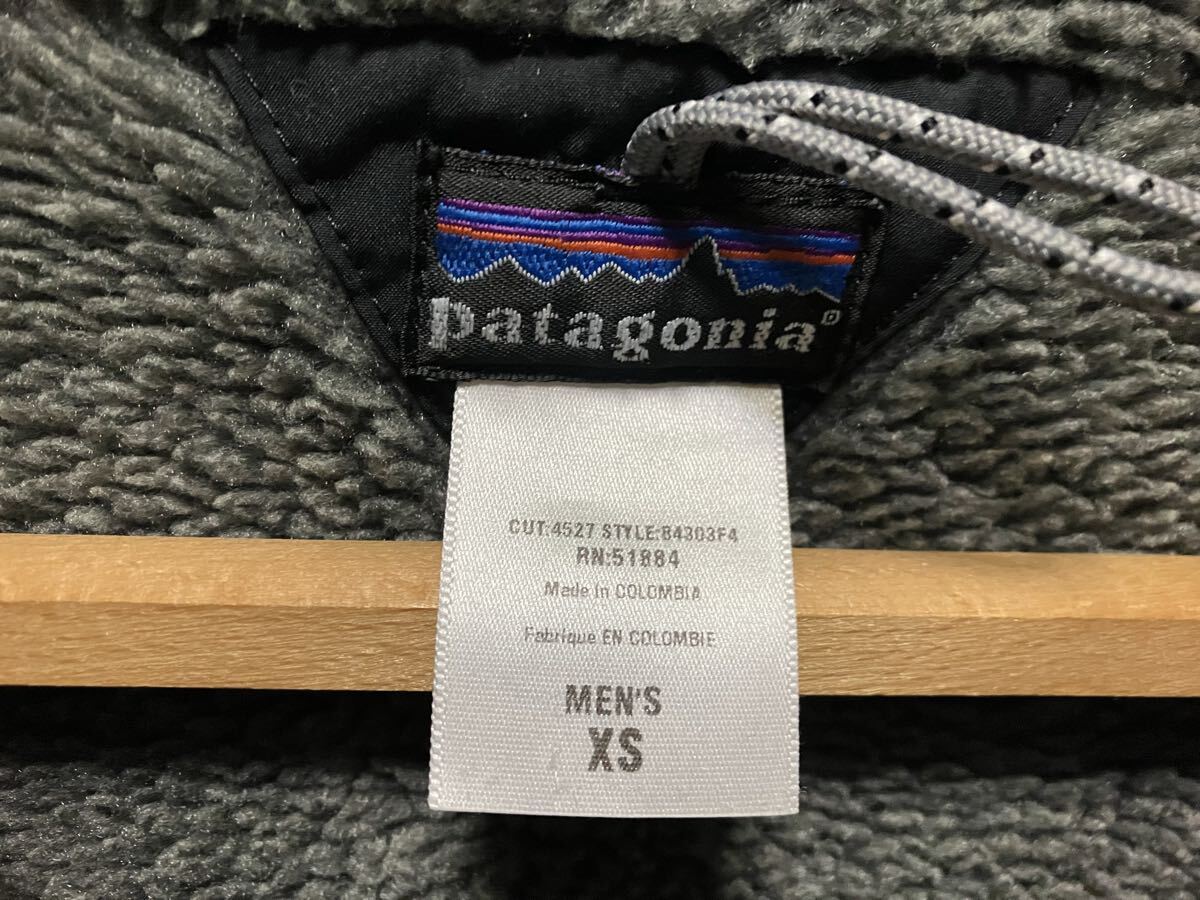 patagonia®
CUT:4527 STYLE:84303F4
RN:51884
Made in COLOMBIA
Fabrique EN COLOMBIE
MEN'S
XS